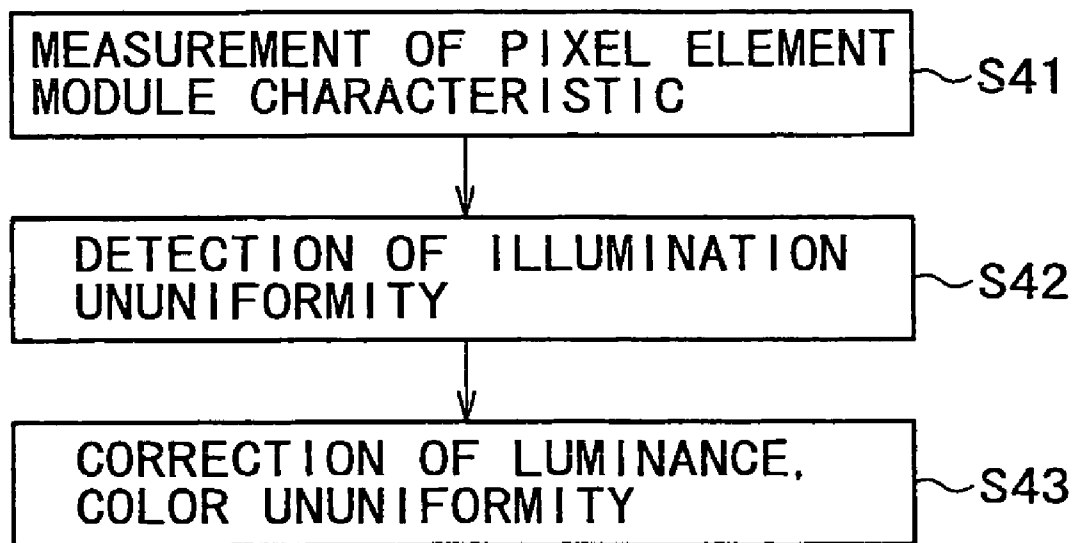 MEASUREMENT OF PIXEL ELEMENT
MODULE CHARACTERISTIC
S41
DETECTION OF ILLUMINATION
UNUNIFORMITY
S42
CORRECTION OF LUMINANCE,
COLOR UNUNIFORMITY
S43